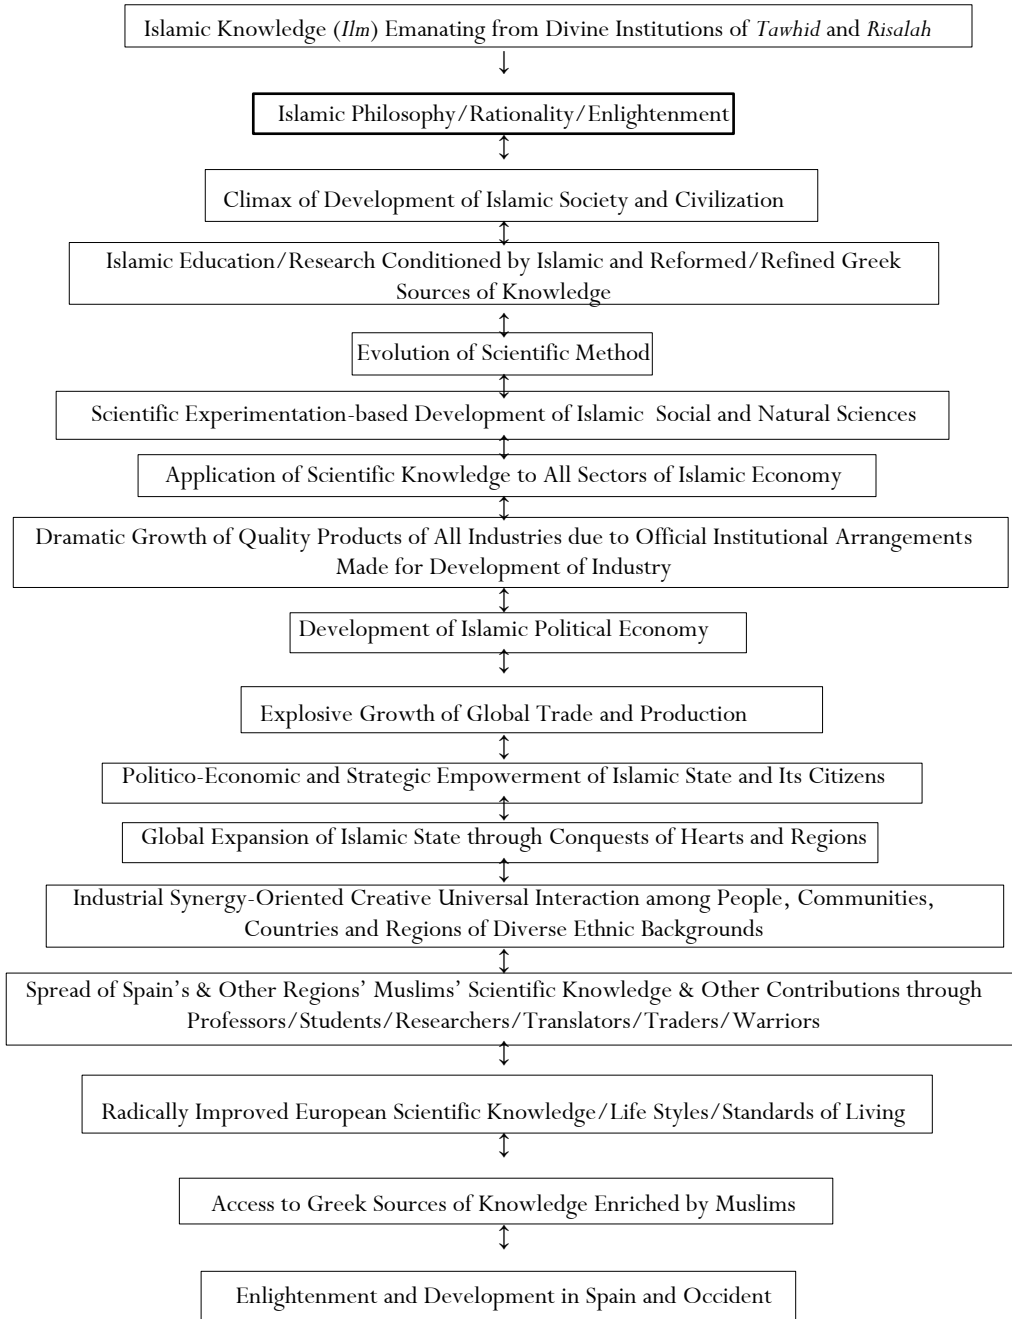 Islamic Knowledge (Ilm) Emanating from Divine Institutions of Tawhid and Risalah
Islamic Philosophy/Rationality/Enlightenment
Climax of Development of Islamic Society and Civilization
Islamic Education/Research Conditioned by Islamic and Reformed/Refined Greek
Sources of Knowledge
Evolution of Scientific Method
Scientific Experimentation-based Development of Islamic Social and Natural Sciences
Application of Scientific Knowledge to All Sectors of Islamic Economy
Dramatic Growth of Quality Products of All Industries due to Official Institutional Arrangements
Made for Development of Industry
Development of Islamic Political Economy
Explosive Growth of Global Trade and Production
Politico-Economic and Strategic Empowerment of Islamic State and Its Citizens
Global Expansion of Islamic State through Conquests of Hearts and Regions
Industrial Synergy-Oriented Creative Universal Interaction among People, Communities,
Countries and Regions of Diverse Ethnic Backgrounds
Spread of Spain’s & Other Regions’ Muslims’ Scientific Knowledge & Other Contributions through
Professors/Students/Researchers/Translators/Traders/Warriors
Radically Improved European Scientific Knowledge/Life Styles/Standards of Living
Access to Greek Sources of Knowledge Enriched by Muslims
Enlightenment and Development in Spain and Occident